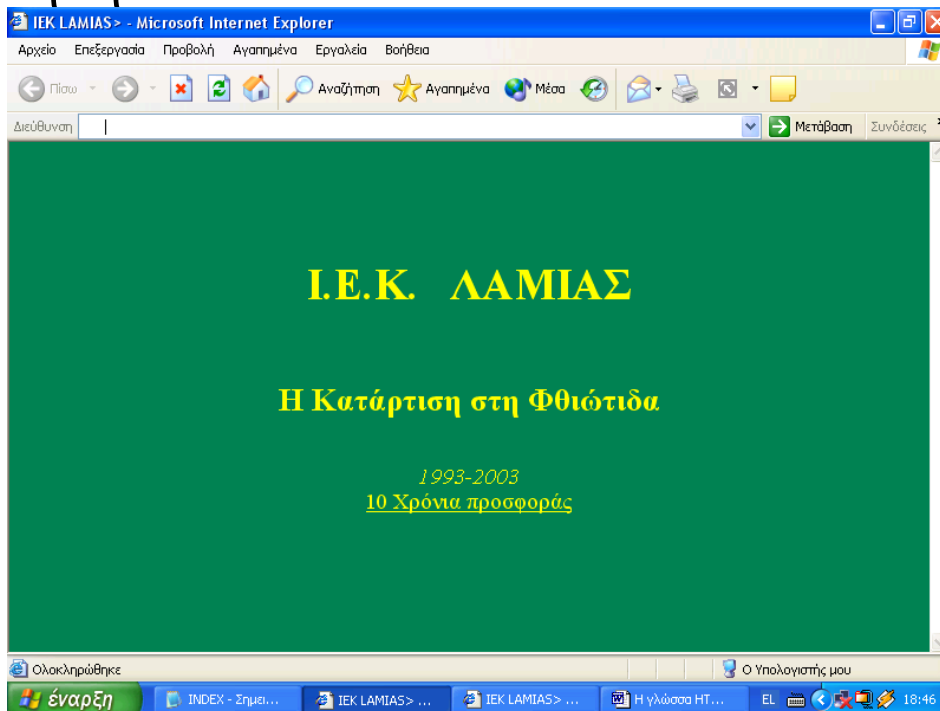 IEK LAMIAS> - Microsoft Internet Explorer
Αρχείο Επεξεργασία Προβολή Αγαπημένα Εργαλεία Βοήθεια
Πίσω Αναζήτηση Αγαπημένα Μέσα
Διεύθυνση Μετάβαση Συνδέσεις
Ι.Ε.Κ. ΛΑΜΙΑΣ
Η Κατάρτιση στη Φθιώτιδα
1993-2003
10 Χρόνια προσφοράς
Ολοκληρώθηκε Ο Υπολογιστής μου
έναρξη INDEX - Σημει... IEK LAMIAS> ... IEK LAMIAS> ... Η γλώσσα HT... EL 18:46